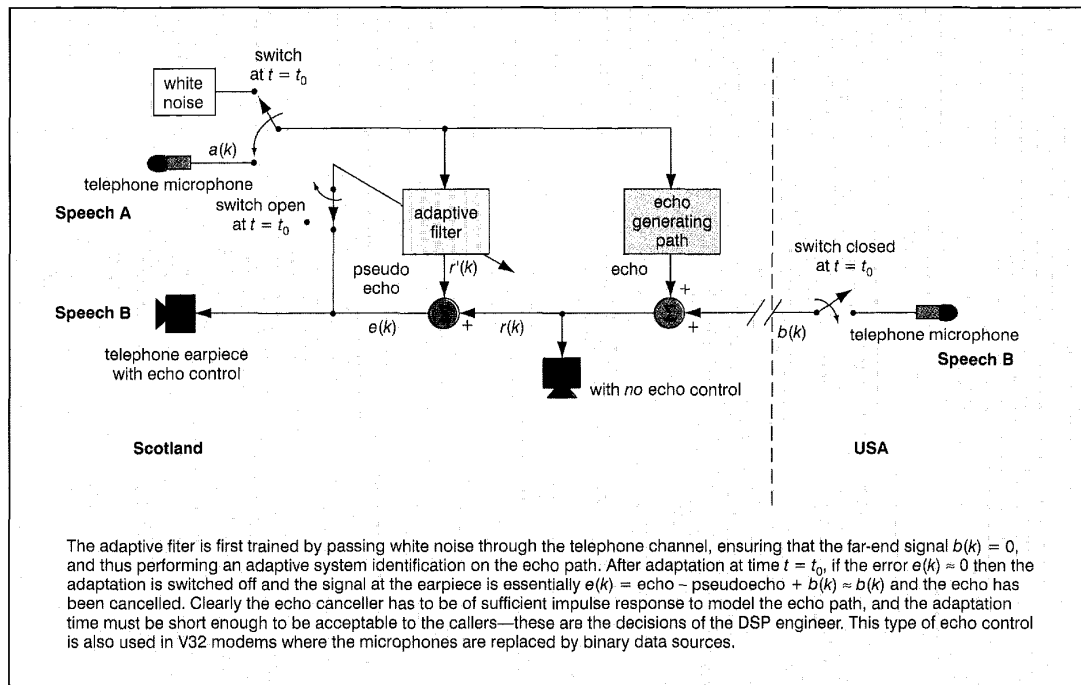 switch
at t = t₀
white
noise
a(k)
telephone microphone
Speech A
switch open
at t = t₀
adaptive
filter
echo
generating
path
pseudo
echo
r'(k)
echo
switch closed
at t = t₀
+
+
Speech B
e(k)
+
r(k)
b(k)
telephone microphone
Speech B
telephone earpiece
with echo control
with no echo control
Scotland
USA
The adaptive fiter is first trained by passing white noise through the telephone channel, ensuring that the far-end signal b(k) = 0,
and thus performing an adaptive system identification on the echo path. After adaptation at time t = t₀, if the error e(k) ≈ 0 then the
adaptation is switched off and the signal at the earpiece is essentially e(k) = echo – pseudoecho + b(k) ≈ b(k) and the echo has
been cancelled. Clearly the echo canceller has to be of sufficient impulse response to model the echo path, and the adaptation
time must be short enough to be acceptable to the callers—these are the decisions of the DSP engineer. This type of echo control
is also used in V32 modems where the microphones are replaced by binary data sources.